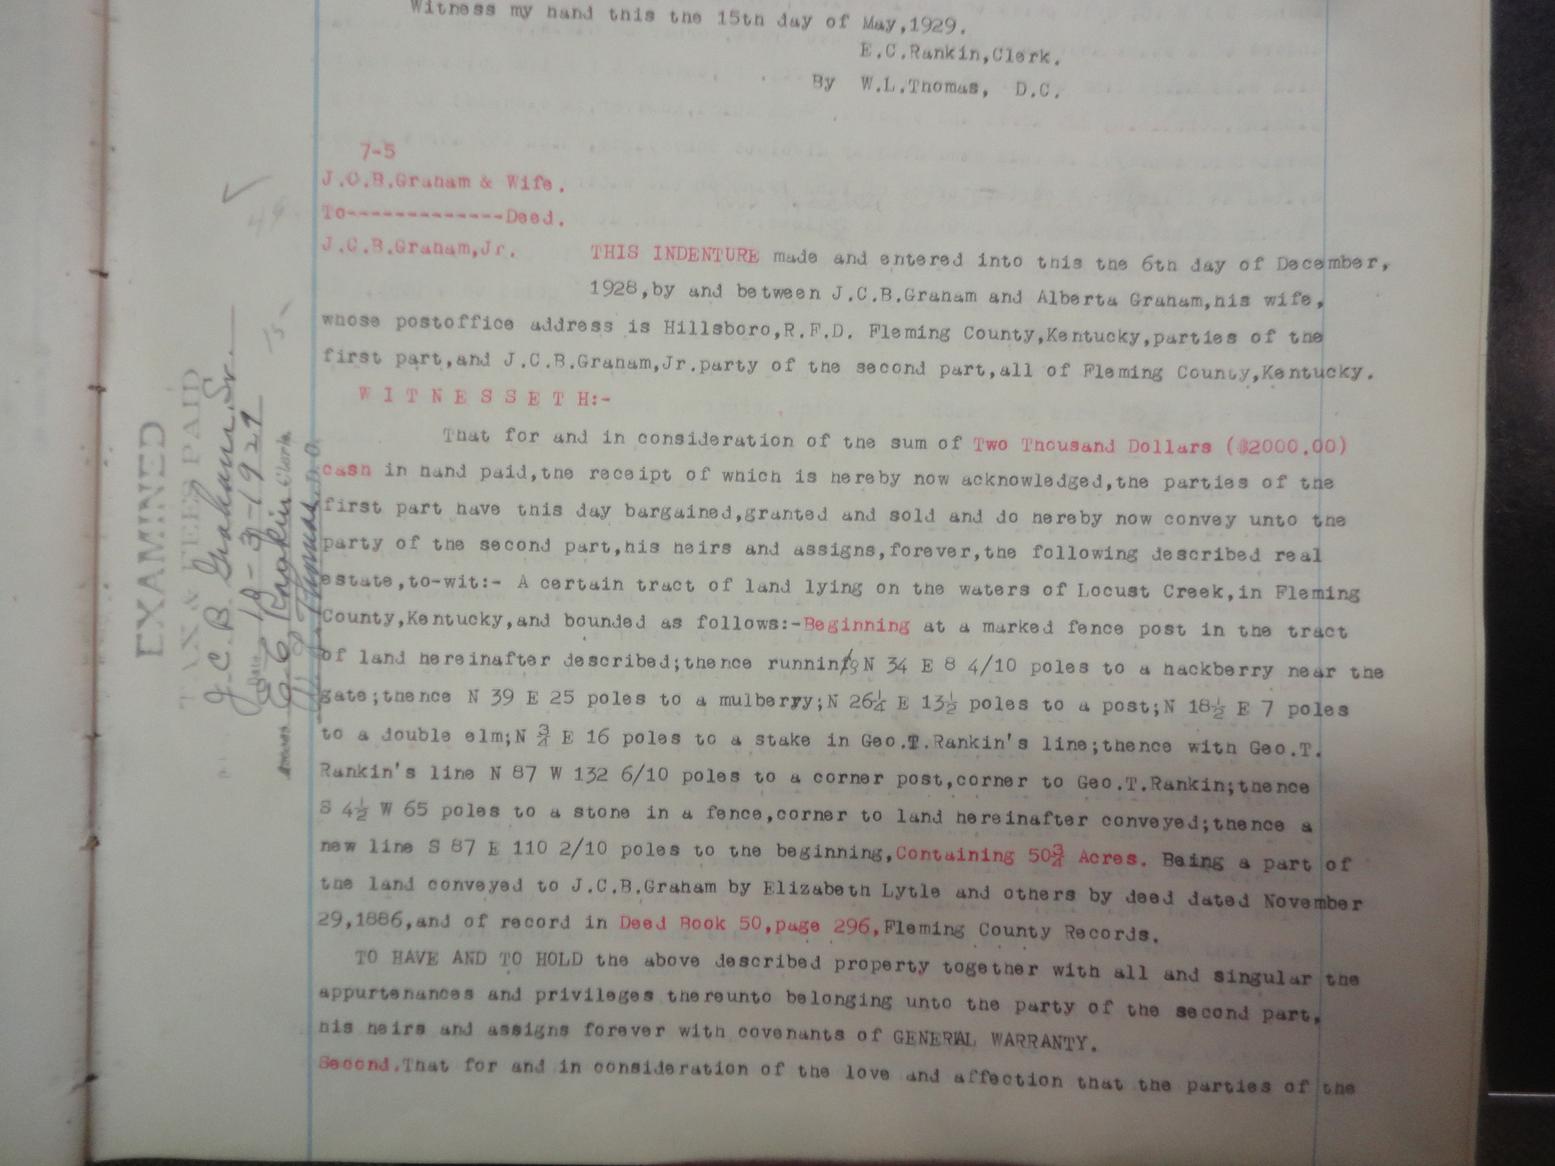 Witness my hand this the 15th day of May,1929.
E.C.Rankin,Clerk.
By W.L.Thomas, D.C.
7-5
J.C.B.Graham & Wife.
To-------------Deed.
J.C.B.Graham,Jr. THIS INDENTURE made and entered into this the 6th day of December,
1928,by and between J.C.B.Graham and Alberta Graham,his wife,
whose postoffice address is Hillsboro,R.F.D. Fleming County,Kentucky,parties of the
first part,and J.C.B.Graham,Jr.party of the second part,all of Fleming County,Kentucky.
W I T N E S S E T H:-
That for and in consideration of the sum of Two Thousand Dollars ($2000.00)
cash in hand paid,the receipt of which is hereby now acknowledged,the parties of the
first part have this day bargained,granted and sold and do hereby now convey unto the
party of the second part,his heirs and assigns,forever,the following described real
estate,to-wit:- A certain tract of land lying on the waters of Locust Creek,in Fleming
County,Kentucky,and bounded as follows:-Beginning at a marked fence post in the tract
of land hereinafter described;thence running N 34 E 8 4/10 poles to a hackberry near the
gate;thence N 39 E 25 poles to a mulberry;N 26¼ E 13½ poles to a post;N 18½ E 7 poles
to a double elm;N ¾ E 16 poles to a stake in Geo.T.Rankin's line;thence with Geo.T.
Rankin's line N 87 W 132 6/10 poles to a corner post,corner to Geo.T.Rankin;thence
S 4½ W 65 poles to a stone in a fence,corner to land hereinafter conveyed;thence a
new line S 87 E 110 2/10 poles to the beginning,Containing 50¾ Acres. Being a part of
the land conveyed to J.C.B.Graham by Elizabeth Lytle and others by deed dated November
29,1886,and of record in Deed Book 50,page 296,Fleming County Records.
TO HAVE AND TO HOLD the above described property together with all and singular the
appurtenances and privileges thereunto belonging unto the party of the second part,
his heirs and assigns forever with covenants of GENERAL WARRANTY.
Second.That for and in consideration of the love and affection that the parties of the
EXAMINED
TAX & FEES PAID
J.C.B Graham Sr.
Date 10-3-1929
E C Rankin Clerk
Thomas D.C.